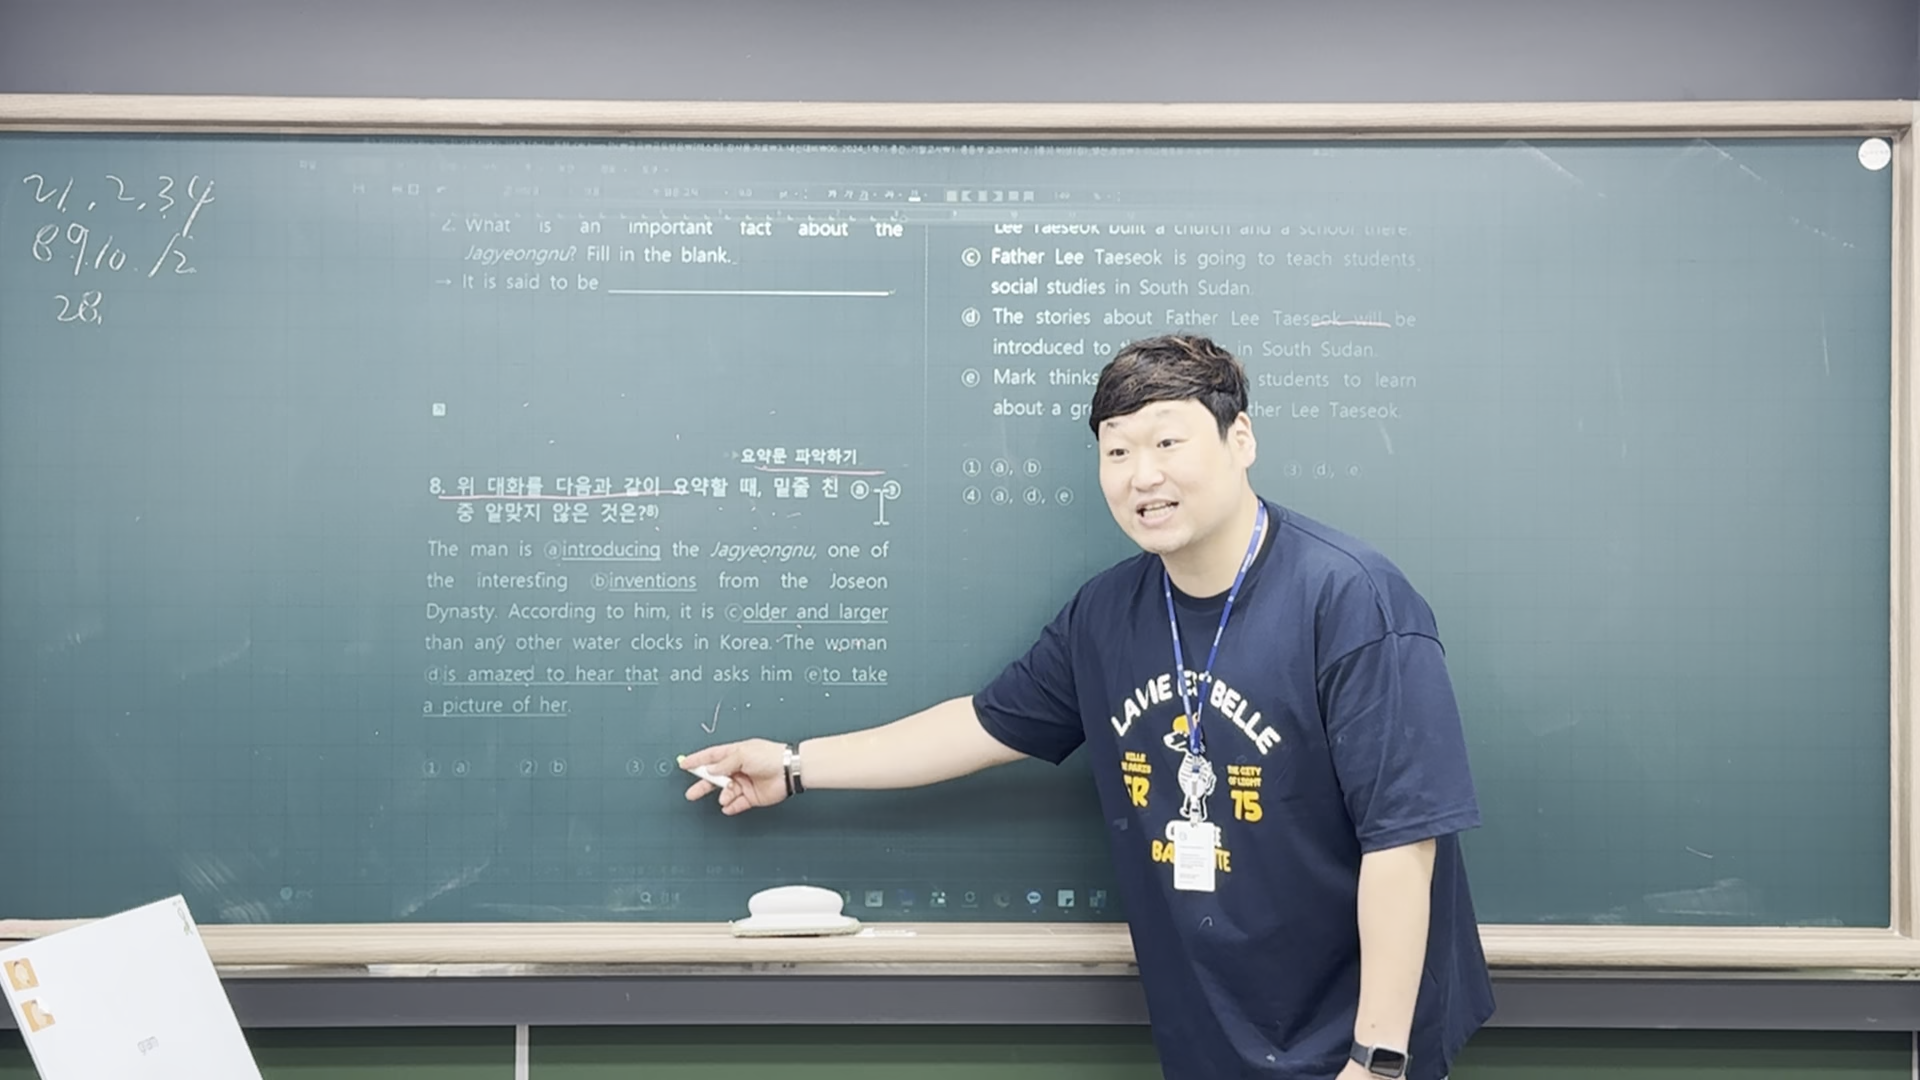 21, 2, 3 4
8 9, 10. 12
28,
2. What is an important fact about the
Jagyeongnu? Fill in the blank.
→ It is said to be
요약문 파악하기
8. 위 대화를 다음과 같이 요약할 때, 밑줄 친 ⓐ~ⓔ
중 알맞지 않은 것은?8)
The man is ⓐintroducing the Jagyeongnu, one of
the interesting ⓑinventions from the Joseon
Dynasty. According to him, it is ⓒolder and larger
than any other water clocks in Korea. The woman
ⓓis amazed to hear that and asks him ⓔto take
a picture of her.
① ⓐ ② ⓑ ③ ⓒ
Lee Taeseok built a church and a school there.
ⓒ Father Lee Taeseok is going to teach students
social studies in South Sudan.
ⓓ The stories about Father Lee Taeseok will be
introduced to in South Sudan.
ⓔ Mark thinks students to learn
about a Lee Taeseok.
① ⓐ, ⓑ ③ ⓓ, ⓔ
④ ⓐ, ⓓ, ⓔ
LA VIE EST BELLE
THE CITY
OF LIGHT
75
glam